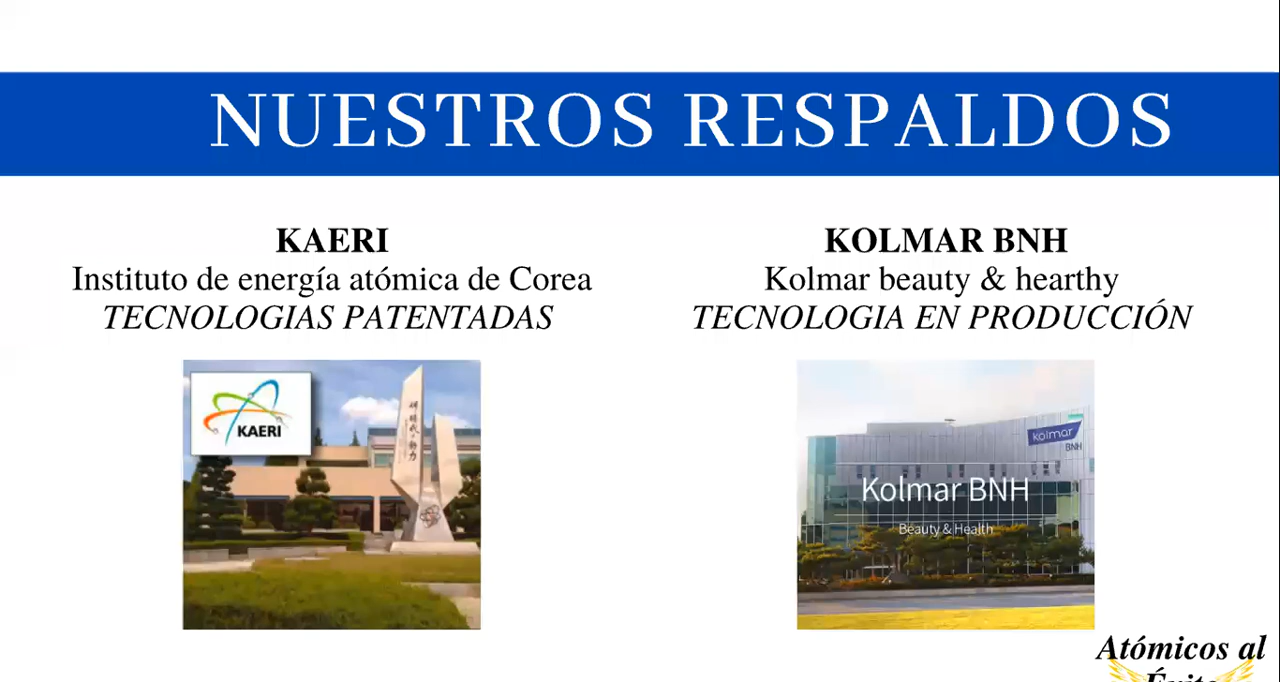 NUESTROS RESPALDOS
KAERI
Instituto de energía atómica de Corea
TECNOLOGIAS PATENTADAS
KOLMAR BNH
Kolmar beauty & hearthy
TECNOLOGIA EN PRODUCCIÓN
KAERI
kolmar
BNH
Kolmar BNH
Beauty & Health
Atómicos al
Éxito